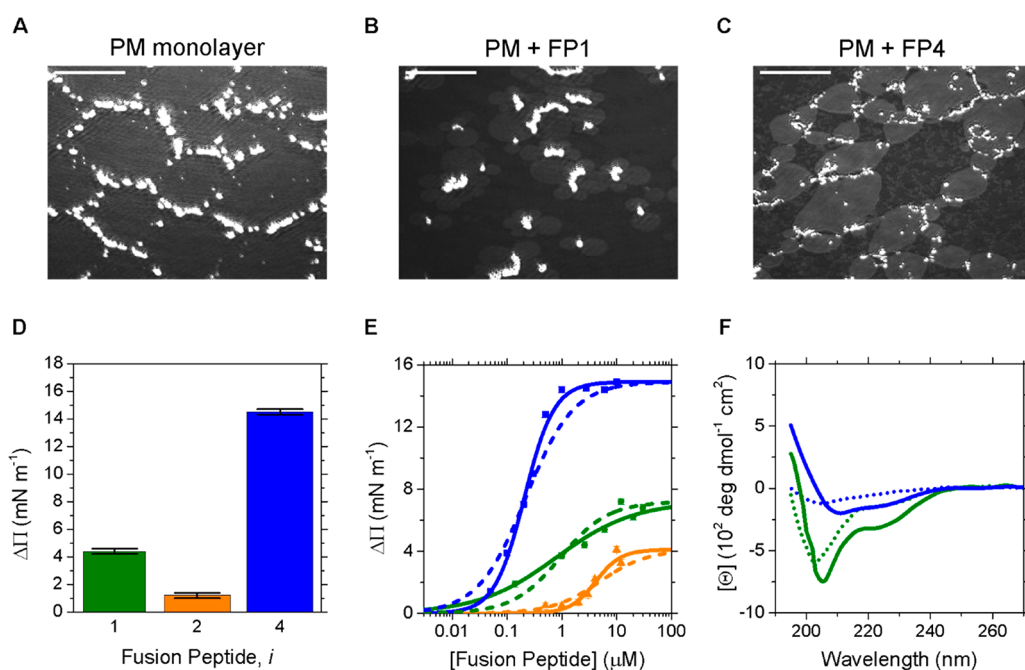 A
PM monolayer
B
PM + FP1
C
PM + FP4
D
18
16
14
12
10
8
6
4
2
0
ΔΠ (mN m⁻¹)
1 2 4
Fusion Peptide, i
E
16
12
8
4
0
ΔΠ (mN m⁻¹)
0.01 0.1 1 10 100
[Fusion Peptide] (μM)
F
10
5
0
-5
-10
[Θ] (10² deg dmol⁻¹ cm²)
200 220 240 260
Wavelength (nm)